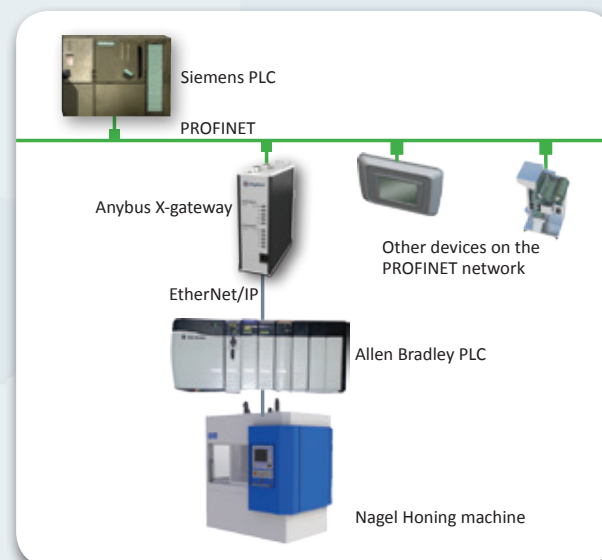 Siemens PLC
PROFINET
Anybus X-gateway
Other devices on the
PROFINET network
EtherNet/IP
Allen Bradley PLC
Nagel Honing machine